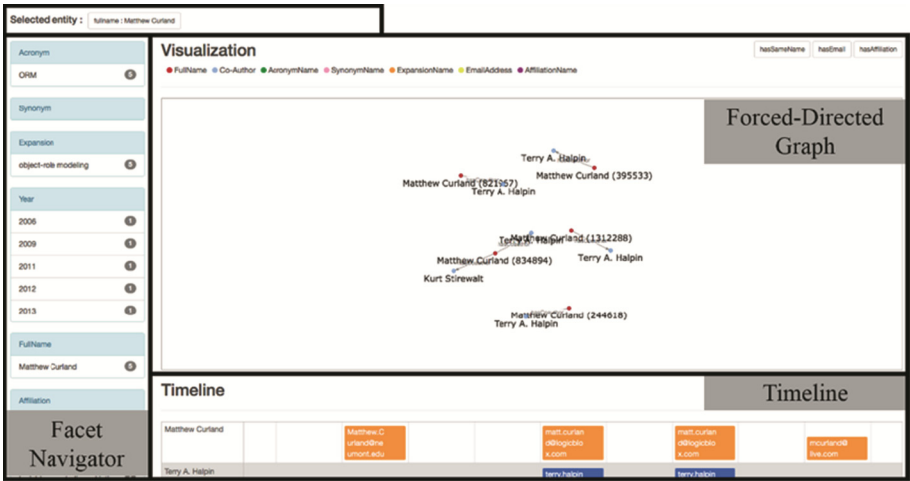 Selected entity : fullname : Matthew Curland
Acronym
ORM 5
Synonym
Expansion
object-role modeling 5
Year
2006 1
2009 1
2011 1
2012 1
2013 1
FullName
Matthew Curland 5
Affiliation
Facet
Navigator
Visualization
hasSameName hasEmail hasAffiliation
FullName Co-Author AcronymName SynonymName ExpansionName EmailAddress AffiliationName
Forced-Directed
Graph
Terry A. Halpin
Matthew Curland (395533)
Matthew Curland (821957)
Terry A. Halpin
Matthew Curland (1312288)
Terry A. Halpin
Terry A. Halpin
Matthew Curland (834894)
Kurt Stirewalt
Matthew Curland (244618)
Terry A. Halpin
Timeline
Timeline
Matthew Curland
Matthew.C
urland@ne
umont.edu
matt.curlan
d@logicblo
x.com
matt.curlan
d@logicblo
x.com
mcurland@
live.com
Terry A. Halpin
terry.halpin
terry.halpin